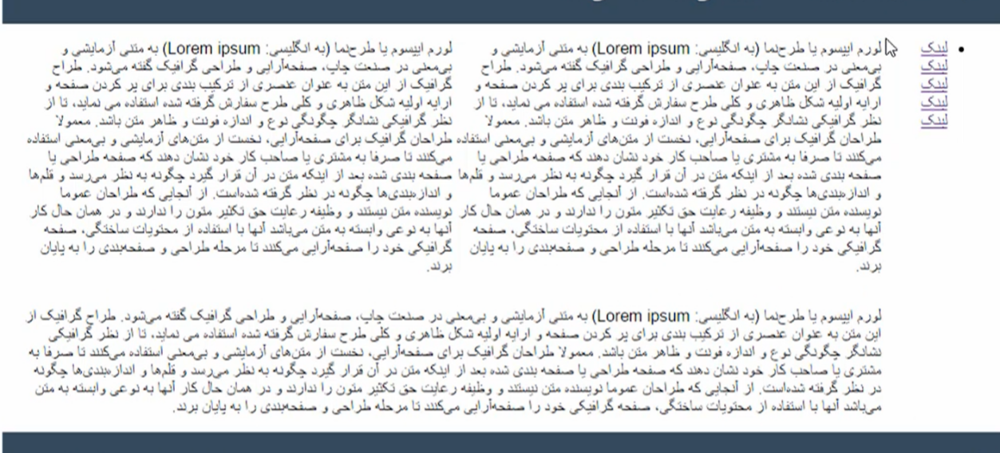 لینک
لینک
لینک
لینک
لینک
لورم ایپسوم یا طرح‌نما (به انگلیسی: Lorem ipsum) به متنی آزمایشی و
بی‌معنی در صنعت چاپ، صفحه‌آرایی و طراحی گرافیک گفته می‌شود. طراح
گرافیک از این متن به عنوان عنصری از ترکیب بندی برای پر کردن صفحه و
ارایه اولیه شکل ظاهری و کلی طرح سفارش گرفته شده استفاده می نماید، تا از
نظر گرافیکی نشانگر چگونگی نوع و اندازه فونت و ظاهر متن باشد. معمولا
طراحان گرافیک برای صفحه‌آرایی، نخست از متن‌های آزمایشی و بی‌معنی استفاده
می‌کنند تا صرفا به مشتری یا صاحب کار خود نشان دهند که صفحه طراحی یا
صفحه بندی شده بعد از اینکه متن در آن قرار گیرد چگونه به نظر می‌رسد و قلم‌ها
و اندازه‌بندی‌ها چگونه در نظر گرفته شده‌است. از آنجایی که طراحان عموما
نویسنده متن نیستند و وظیفه رعایت حق تکثیر متون را ندارند و در همان حال کار
آنها به نوعی وابسته به متن می‌باشد آنها با استفاده از محتویات ساختگی، صفحه
گرافیکی خود را صفحه‌آرایی می‌کنند تا مرحله طراحی و صفحه‌بندی را به پایان
برند.
لورم ایپسوم یا طرح‌نما (به انگلیسی: Lorem ipsum) به متنی آزمایشی و
بی‌معنی در صنعت چاپ، صفحه‌آرایی و طراحی گرافیک گفته می‌شود. طراح
گرافیک از این متن به عنوان عنصری از ترکیب بندی برای پر کردن صفحه و
ارایه اولیه شکل ظاهری و کلی طرح سفارش گرفته شده استفاده می نماید، تا از
نظر گرافیکی نشانگر چگونگی نوع و اندازه فونت و ظاهر متن باشد. معمولا
طراحان گرافیک برای صفحه‌آرایی، نخست از متن‌های آزمایشی و بی‌معنی استفاده
می‌کنند تا صرفا به مشتری یا صاحب کار خود نشان دهند که صفحه طراحی یا
صفحه بندی شده بعد از اینکه متن در آن قرار گیرد چگونه به نظر می‌رسد و قلم‌ها
و اندازه‌بندی‌ها چگونه در نظر گرفته شده‌است. از آنجایی که طراحان عموما
نویسنده متن نیستند و وظیفه رعایت حق تکثیر متون را ندارند و در همان حال کار
آنها به نوعی وابسته به متن می‌باشد آنها با استفاده از محتویات ساختگی، صفحه
گرافیکی خود را صفحه‌آرایی می‌کنند تا مرحله طراحی و صفحه‌بندی را به پایان
برند.
لورم ایپسوم یا طرح‌نما (به انگلیسی: Lorem ipsum) به متنی آزمایشی و بی‌معنی در صنعت چاپ، صفحه‌آرایی و طراحی گرافیک گفته می‌شود. طراح گرافیک از
این متن به عنوان عنصری از ترکیب بندی برای پر کردن صفحه و ارایه اولیه شکل ظاهری و کلی طرح سفارش گرفته شده استفاده می نماید، تا از نظر گرافیکی
نشانگر چگونگی نوع و اندازه فونت و ظاهر متن باشد. معمولا طراحان گرافیک برای صفحه‌آرایی، نخست از متن‌های آزمایشی و بی‌معنی استفاده می‌کنند تا صرفا به
مشتری یا صاحب کار خود نشان دهند که صفحه طراحی یا صفحه بندی شده بعد از اینکه متن در آن قرار گیرد چگونه به نظر می‌رسد و قلم‌ها و اندازه‌بندی‌ها چگونه
در نظر گرفته شده‌است. از آنجایی که طراحان عموما نویسنده متن نیستند و وظیفه رعایت حق تکثیر متون را ندارند و در همان حال کار آنها به نوعی وابسته به متن
می‌باشد آنها با استفاده از محتویات ساختگی، صفحه گرافیکی خود را صفحه‌آرایی می‌کنند تا مرحله طراحی و صفحه‌بندی را به پایان برند.